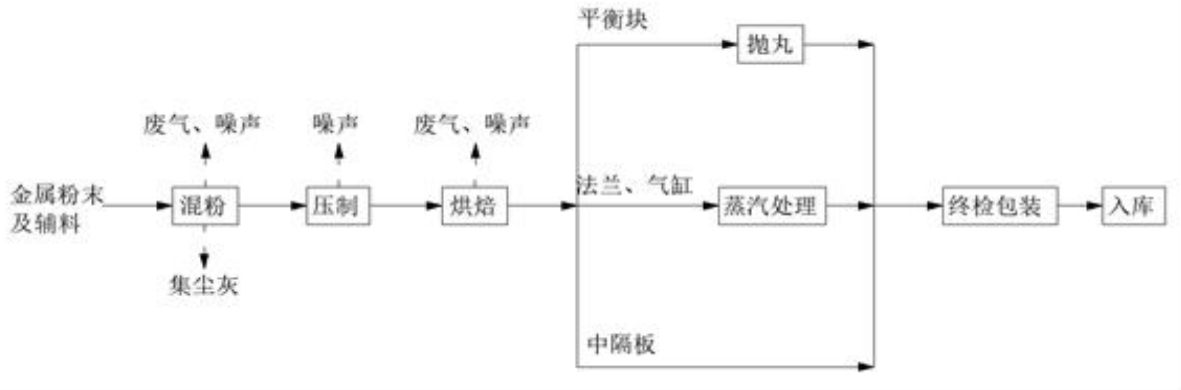 平衡块
抛丸
废气、噪声
噪声
废气、噪声
金属粉末
及辅料
混粉
压制
烘焙
法兰、气缸
蒸汽处理
终检包装
入库
集尘灰
中隔板